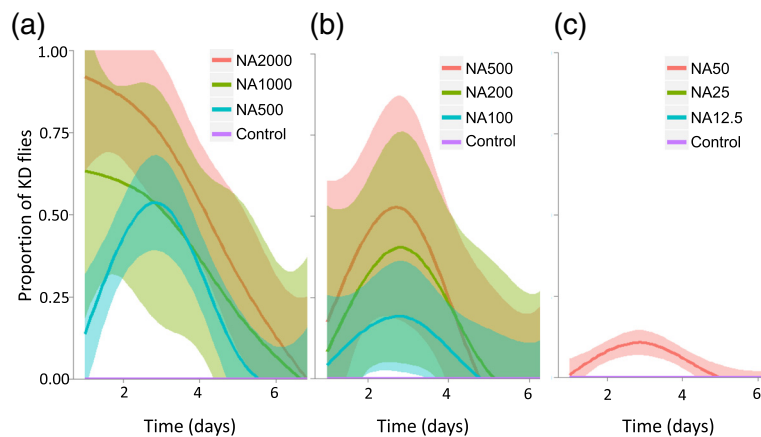 (a)
(b)
(c)
Proportion of KD flies
1.00
0.75
0.50
0.25
0.00
NA2000
NA1000
NA500
Control
NA500
NA200
NA100
Control
NA50
NA25
NA12.5
Control
2 4 6
2 4 6
2 4 6
Time (days)
Time (days)
Time (days)